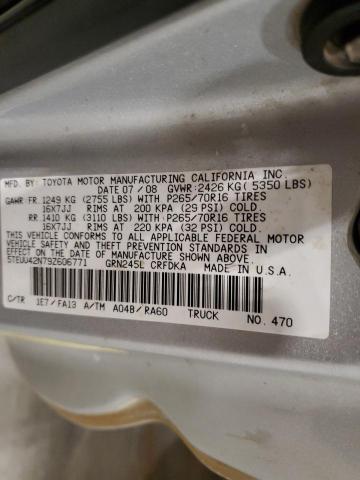 MFD. BY: TOYOTA MOTOR MANUFACTURING CALIFORNIA INC.
DATE 07 / 08 GVWR: 2426 KG ( 5350 LBS)
GAWR FR: 1249 KG (2755 LBS) WITH P265/70R16 TIRES
16X7JJ RIMS AT 200 KPA (29 PSI) COLD.
RR 1410 KG (3110 LBS) WITH P265/70R16 TIRES
16X7JJ RIMS AT 220 KPA (32 PSI) COLD.
THIS VEHICLE CONFORMS TO ALL APPLICABLE FEDERAL MOTOR
VEHICLE SAFETY AND THEFT PREVENTION STANDARDS IN
EFFECT ON THE DATE OF MANUFACTURE SHOWN ABOVE.
5TEUU42N79Z606771 GRN245L CRFDKA MADE IN U.S.A.
C/TR 1E7/FA13 A/TM A04B/RA60 TRUCK NO. 470